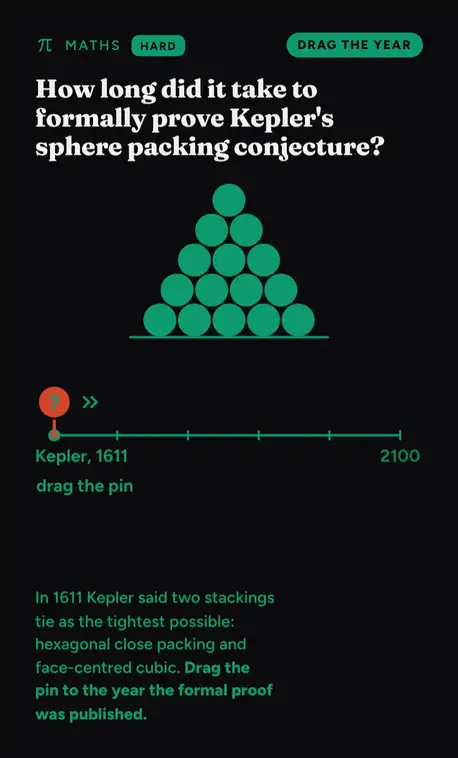 π MATHS HARD DRAG THE YEAR
How long did it take to
formally prove Kepler's
sphere packing conjecture?
? »
Kepler, 1611 2100
drag the pin
In 1611 Kepler said two stackings
tie as the tightest possible:
hexagonal close packing and
face-centred cubic. Drag the
pin to the year the formal proof
was published.